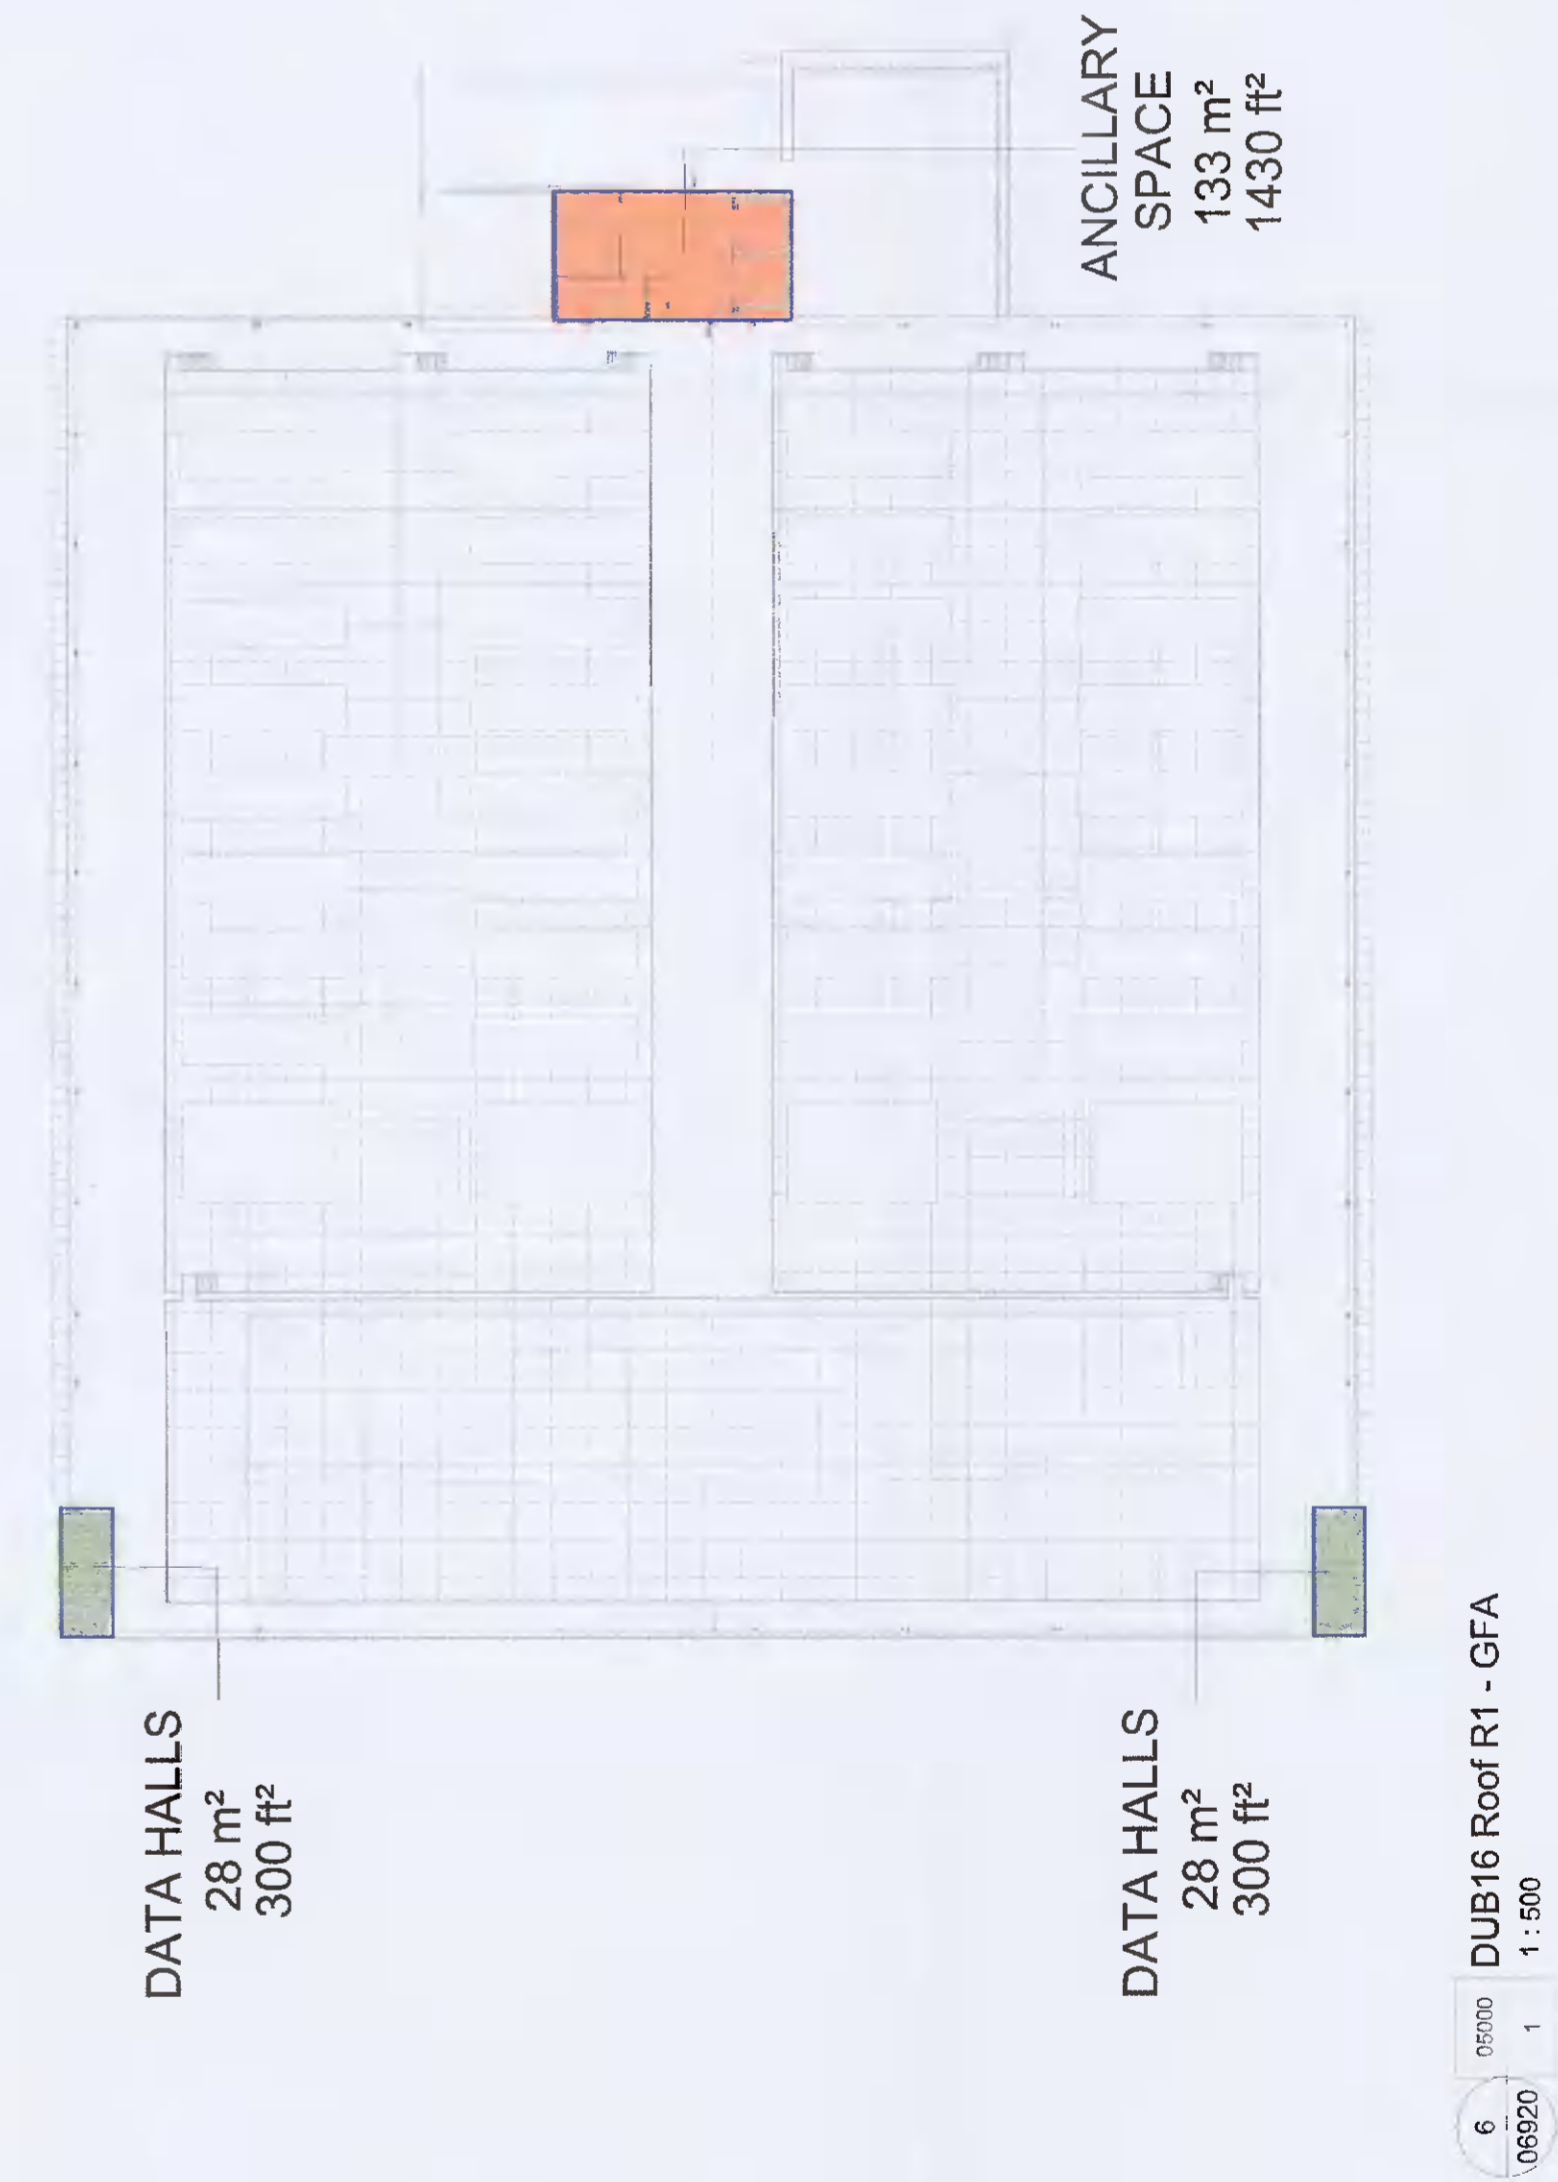 ANCILLARY
SPACE
133 m²
1430 ft²
DATA HALLS
28 m²
300 ft²
DATA HALLS
28 m²
300 ft²
6
06920
05000
1
DUB16 Roof R1 - GFA
1 : 500